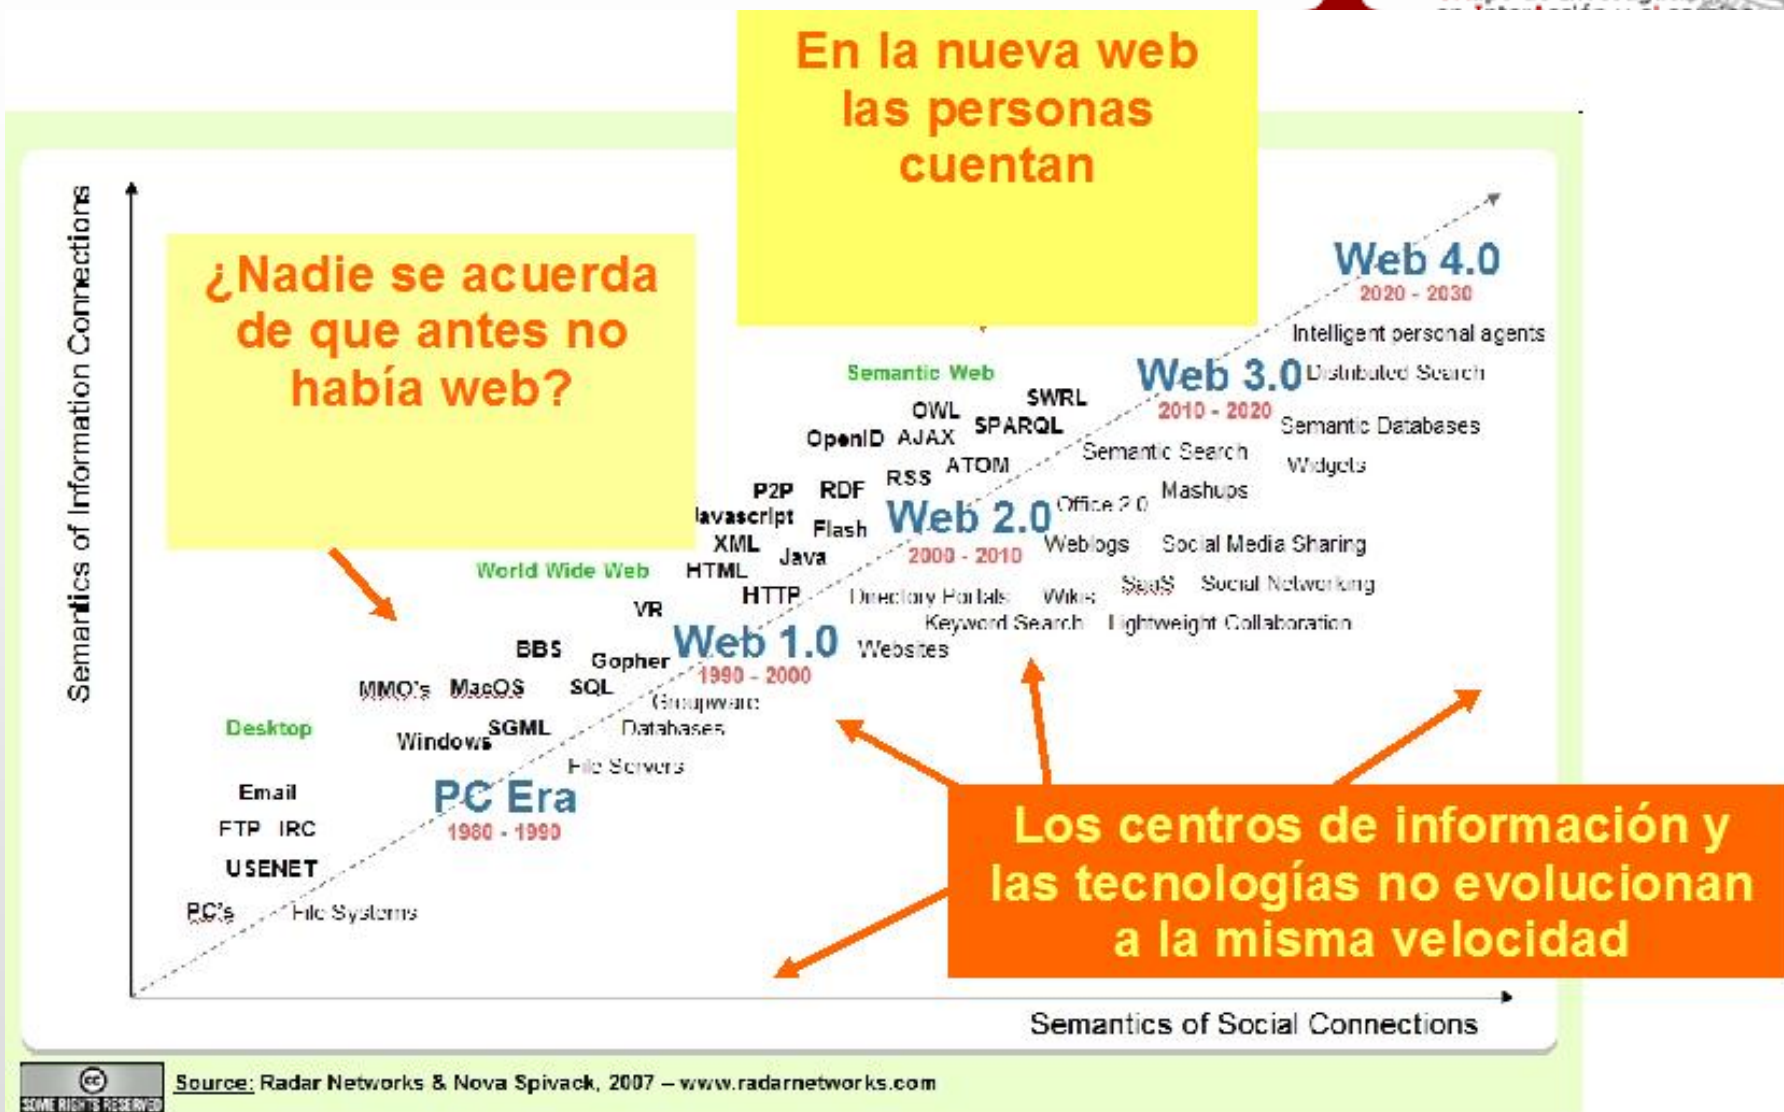 En la nueva web
las personas
cuentan
¿Nadie se acuerda
de que antes no
había web?
Semantics of Information Connections
Web 4.0
2020 - 2030
Intelligent personal agents
Semantic Web
Web 3.0
Distributed Search
2010 - 2020
SWRL
OWL
SPARQL
Semantic Databases
OpenID AJAX
Semantic Search
Widgets
ATOM
RSS
P2P RDF
Mashups
Office 2.0
Javascript
Flash
Web 2.0
2000 - 2010
Weblogs
Social Media Sharing
XML
Java
World Wide Web
HTML
HTTP
Directory Portals
Wikis
SaaS
Social Networking
VR
Keyword Search
Lightweight Collaboration
Web 1.0
1990 - 2000
Websites
BBS
Gopher
MMO's MacOS SQL
Groupware
Desktop
Windows
SGML
Databases
File Servers
Email
PC Era
1980 - 1990
FTP IRC
USENET
PC's
File Systems
Los centros de información y
las tecnologías no evolucionan
a la misma velocidad
Semantics of Social Connections
SOME RIGHTS RESERVED
Source: Radar Networks & Nova Spivack, 2007 – www.radarnetworks.com